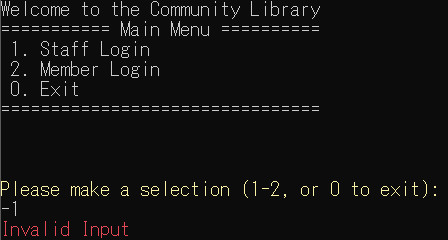 Welcome to the Community Library
=========== Main Menu ==========
1. Staff Login
2. Member Login
0. Exit
================================
Please make a selection (1-2, or 0 to exit):
-1
Invalid Input